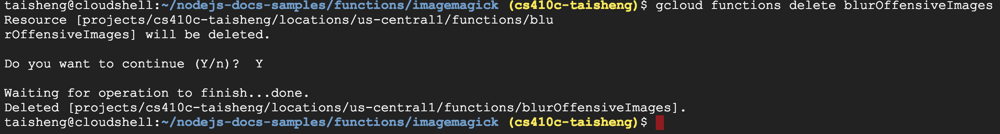 taisheng@cloudshell:~/nodejs-docs-samples/functions/imagemagick (cs410c-taisheng)$ gcloud functions delete blurOffensiveImages
Resource [projects/cs410c-taisheng/locations/us-central1/functions/blu
rOffensiveImages] will be deleted.
Do you want to continue (Y/n)?  Y
Waiting for operation to finish...done.
Deleted [projects/cs410c-taisheng/locations/us-central1/functions/blurOffensiveImages].
taisheng@cloudshell:~/nodejs-docs-samples/functions/imagemagick (cs410c-taisheng)$